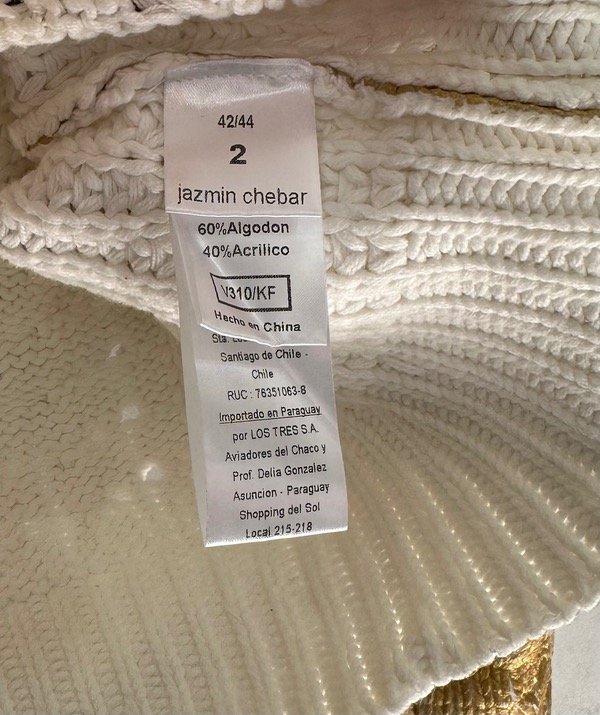 42/44
2
jazmin chebar
60%Algodon
40%Acrilico
V310/KF
Hecho en China
Santiago de Chile -
Chile
RUC : 76351063-8
Importado en Paraguay
por LOS TRES S.A.
Aviadores del Chaco y
Prof. Delia Gonzalez
Asuncion - Paraguay
Shopping del Sol
Local 215-218